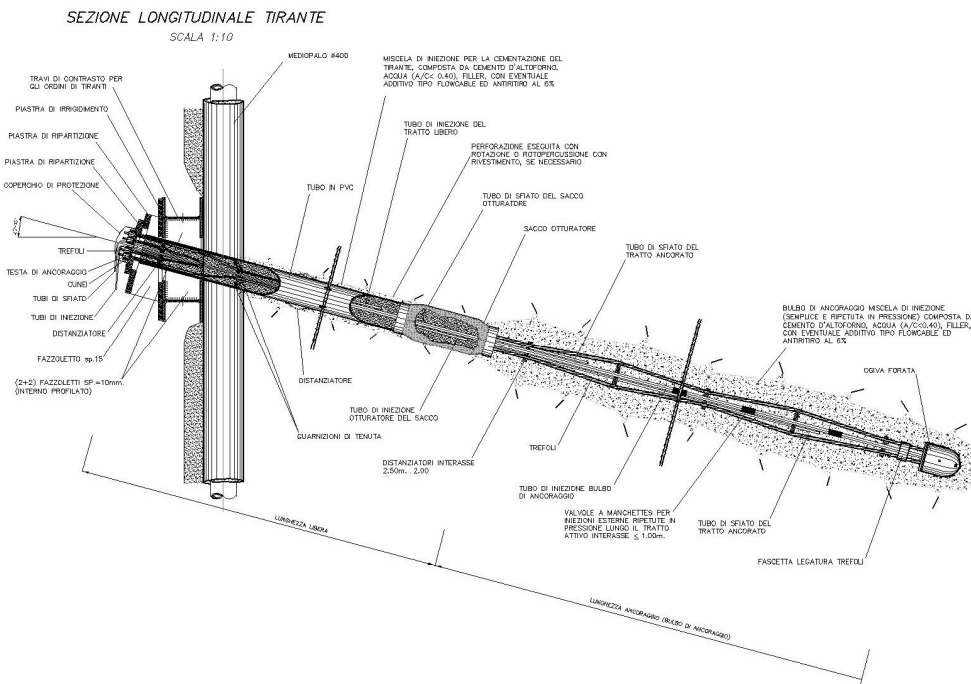 SEZIONE LONGITUDINALE TIRANTE
SCALA 1:10
MEDIOPALO ø400
MISCELA DI INIEZIONE PER LA CEMENTAZIONE DEL
TIRANTE, COMPOSTA DA CEMENTO D'ALTOFORNO,
ACQUA (A/C< 0.40), FILLER, CON EVENTUALE
ADDITIVO TIPO FLOWCABLE ED ANTIRITIRO AL 6%
TRAVI DI CONTRASTO PER
GLI ORDINI DI TIRANTI
PIASTRA DI IRRIGIDIMENTO
PIASTRA DI RIPARTIZIONE
PIASTRA DI RIPARTIZIONE
COPERCHIO DI PROTEZIONE
TREFOLI
TESTA DI ANCORAGGIO
CUNEI
TUBI DI SFIATO
TUBI DI INIEZIONE
DISTANZIATORE
FAZZOLETTO sp.15
(2+2) FAZZOLETTI SP.=10mm.
(INTERNO PROFILATO)
TUBO DI INIEZIONE DEL
TRATTO LIBERO
PERFORAZIONE ESEGUITA CON
ROTAZIONE O ROTOPERCUSSIONE CON
RIVESTIMENTO, SE NECESSARIO
TUBO IN PVC
TUBO DI SFIATO DEL SACCO
OTTURATORE
SACCO OTTURATORE
TUBO DI SFIATO DEL
TRATTO ANCORATO
BULBO DI ANCORAGGIO MISCELA DI INIEZIONE
(SEMPLICE E RIPETUTA IN PRESSIONE) COMPOSTA DA
CEMENTO D'ALTOFORNO, ACQUA (A/C<0.40), FILLER,
CON EVENTUALE ADDITIVO TIPO FLOWCABLE ED
ANTIRITIRO AL 6%
OGIVA FORATA
DISTANZIATORE
TUBO DI INIEZIONE
OTTURATORE DEL SACCO
GUARNIZIONI DI TENUTA
DISTANZIATORI INTERASSE
2.50m. 2.00
TREFOLI
TUBO DI INIEZIONE BULBO
DI ANCORAGGIO
VALVOLE A MANCHETTES PER
INIEZIONI ESTERNE RIPETUTE IN
PRESSIONE LUNGO IL TRATTO
ATTIVO INTERASSE ≤ 1.00m.
TUBO DI SFIATO DEL
TRATTO ANCORATO
FASCETTA LEGATURA TREFOLI
LUNGHEZZA LIBERA
LUNGHEZZA ANCORAGGIO (BULBO DI ANCORAGGIO)